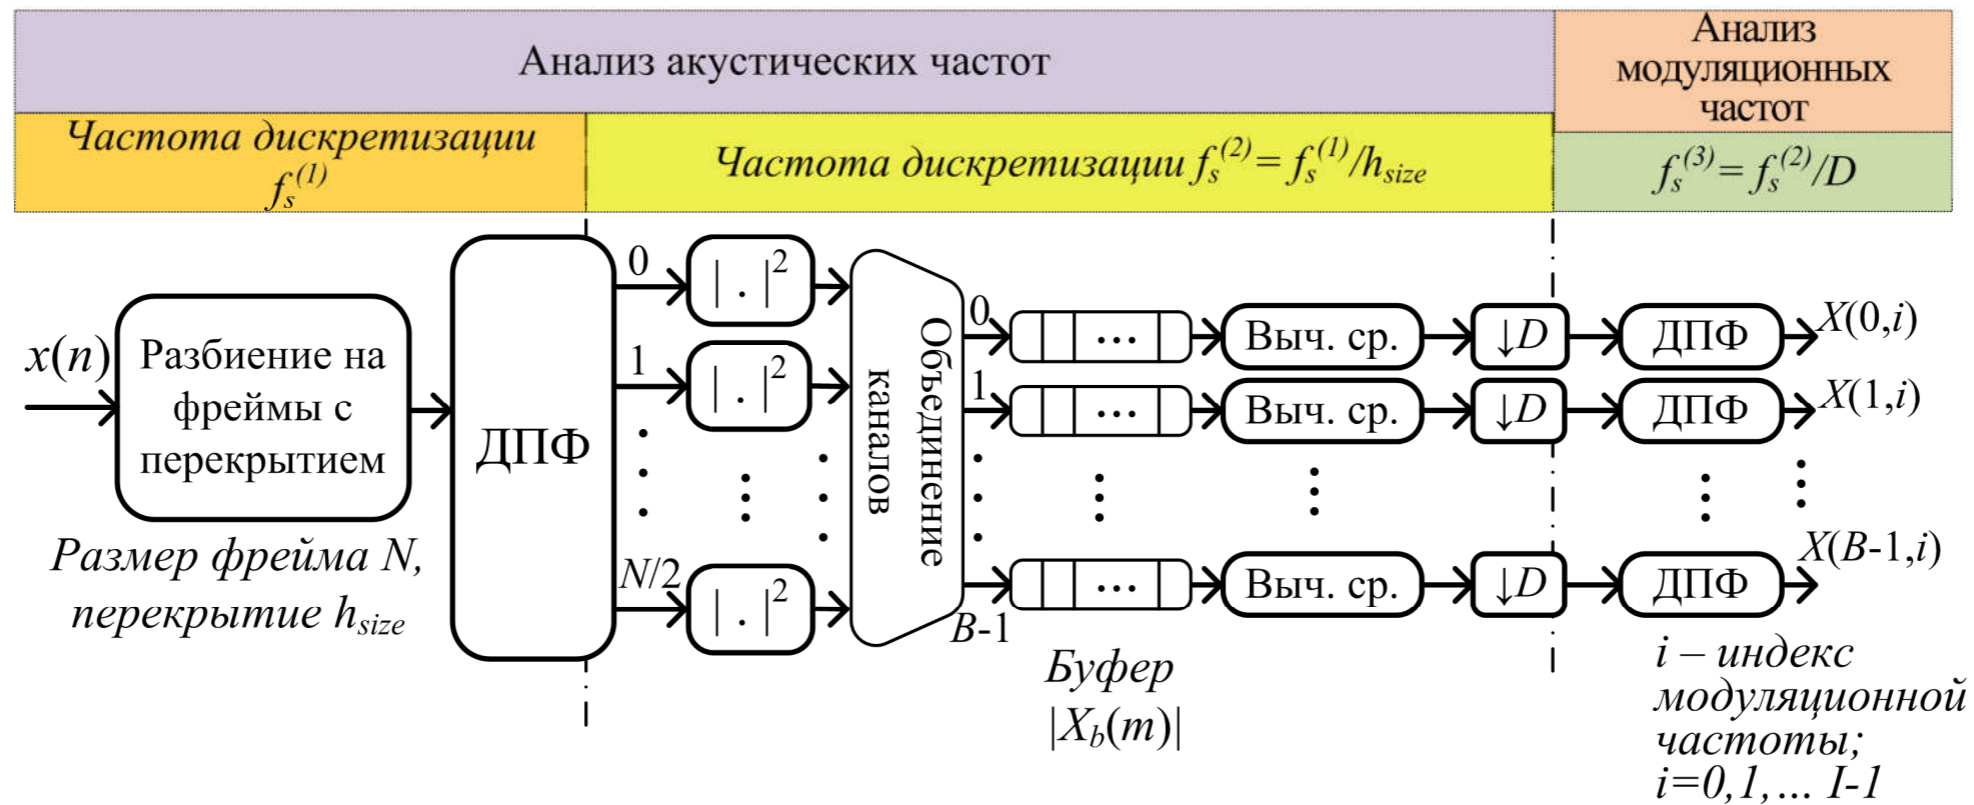 Анализ акустических частот
Анализ
модуляционных
частот
Частота дискретизации
f_s^(1)
Частота дискретизации f_s^(2)= f_s^(1)/h_size
f_s^(3)= f_s^(2)/D
x(n)
Разбиение на
фреймы с
перекрытием
Размер фрейма N,
перекрытие h_size
ДПФ
0
| . |^2
1
| . |^2
N/2
| . |^2
Объединение
каналов
0
...
Выч. ср.
↓D
ДПФ
X(0,i)
1
...
Выч. ср.
↓D
ДПФ
X(1,i)
B-1
...
Выч. ср.
↓D
ДПФ
X(B-1,i)
Буфер
|X_b(m)|
i – индекс
модуляционной
частоты;
i=0,1,... I-1